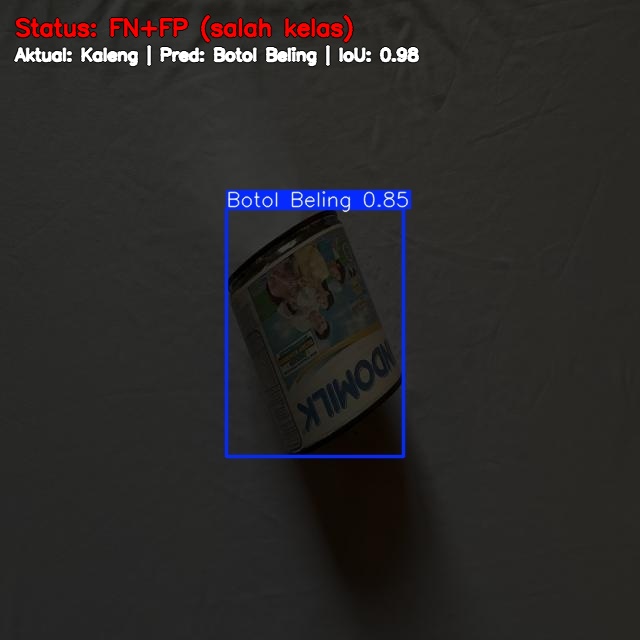 Status: FN+FP (salah kelas)
Aktual: Kaleng | Pred: Botol Beling | IoU: 0.98
Botol Beling 0.85
NDOMILK